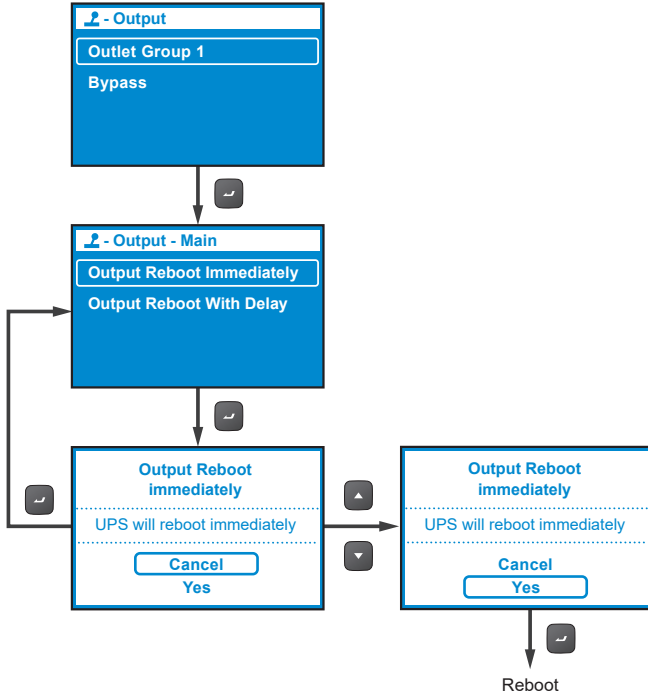 - Output
Outlet Group 1
Bypass
- Output - Main
Output Reboot Immediately
Output Reboot With Delay
Output Reboot
immediately
UPS will reboot immediately
Cancel
Yes
Output Reboot
immediately
UPS will reboot immediately
Cancel
Yes
Reboot